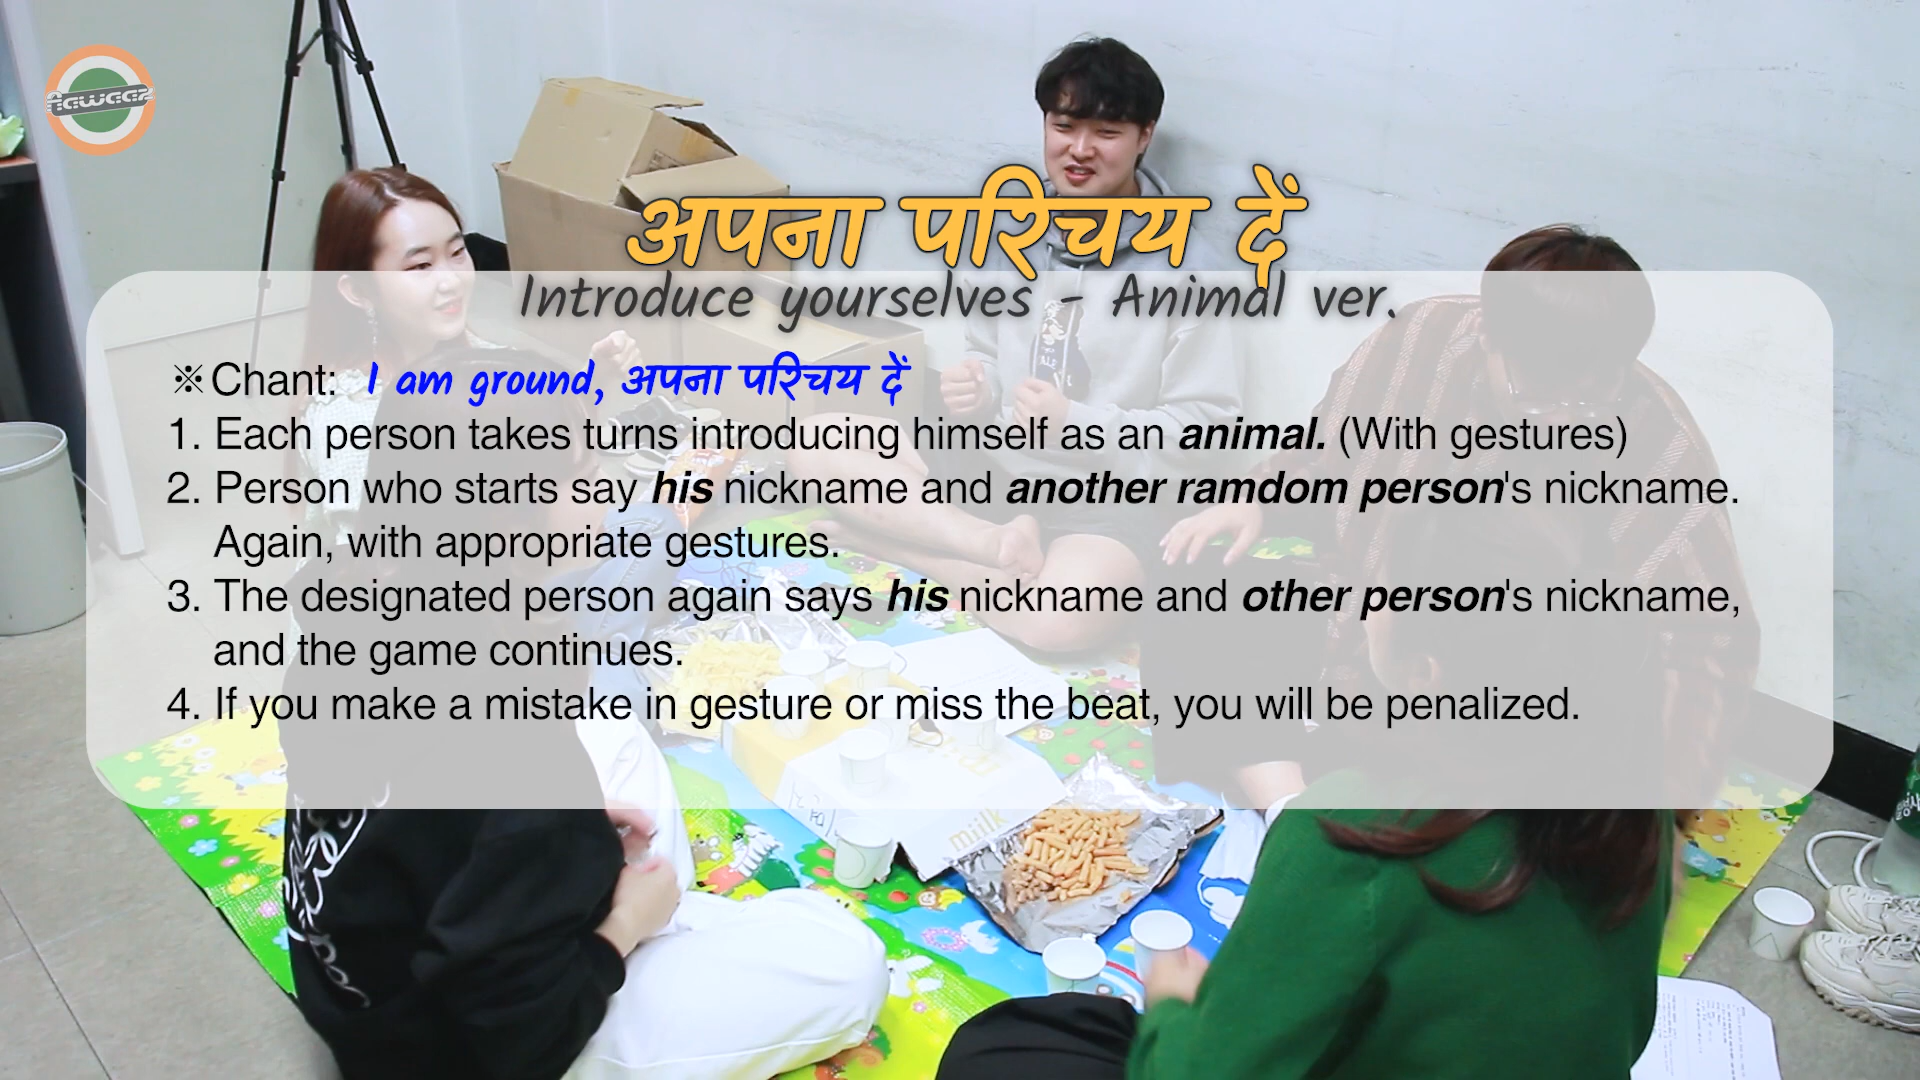 Aawaaz
अपना परिचय दें
Introduce yourselves - Animal ver.
※Chant: I am ground, अपना परिचय दें
1. Each person takes turns introducing himself as an animal. (With gestures)
2. Person who starts say his nickname and another ramdom person's nickname.
Again, with appropriate gestures.
3. The designated person again says his nickname and other person's nickname,
and the game continues.
4. If you make a mistake in gesture or miss the beat, you will be penalized.
miilk